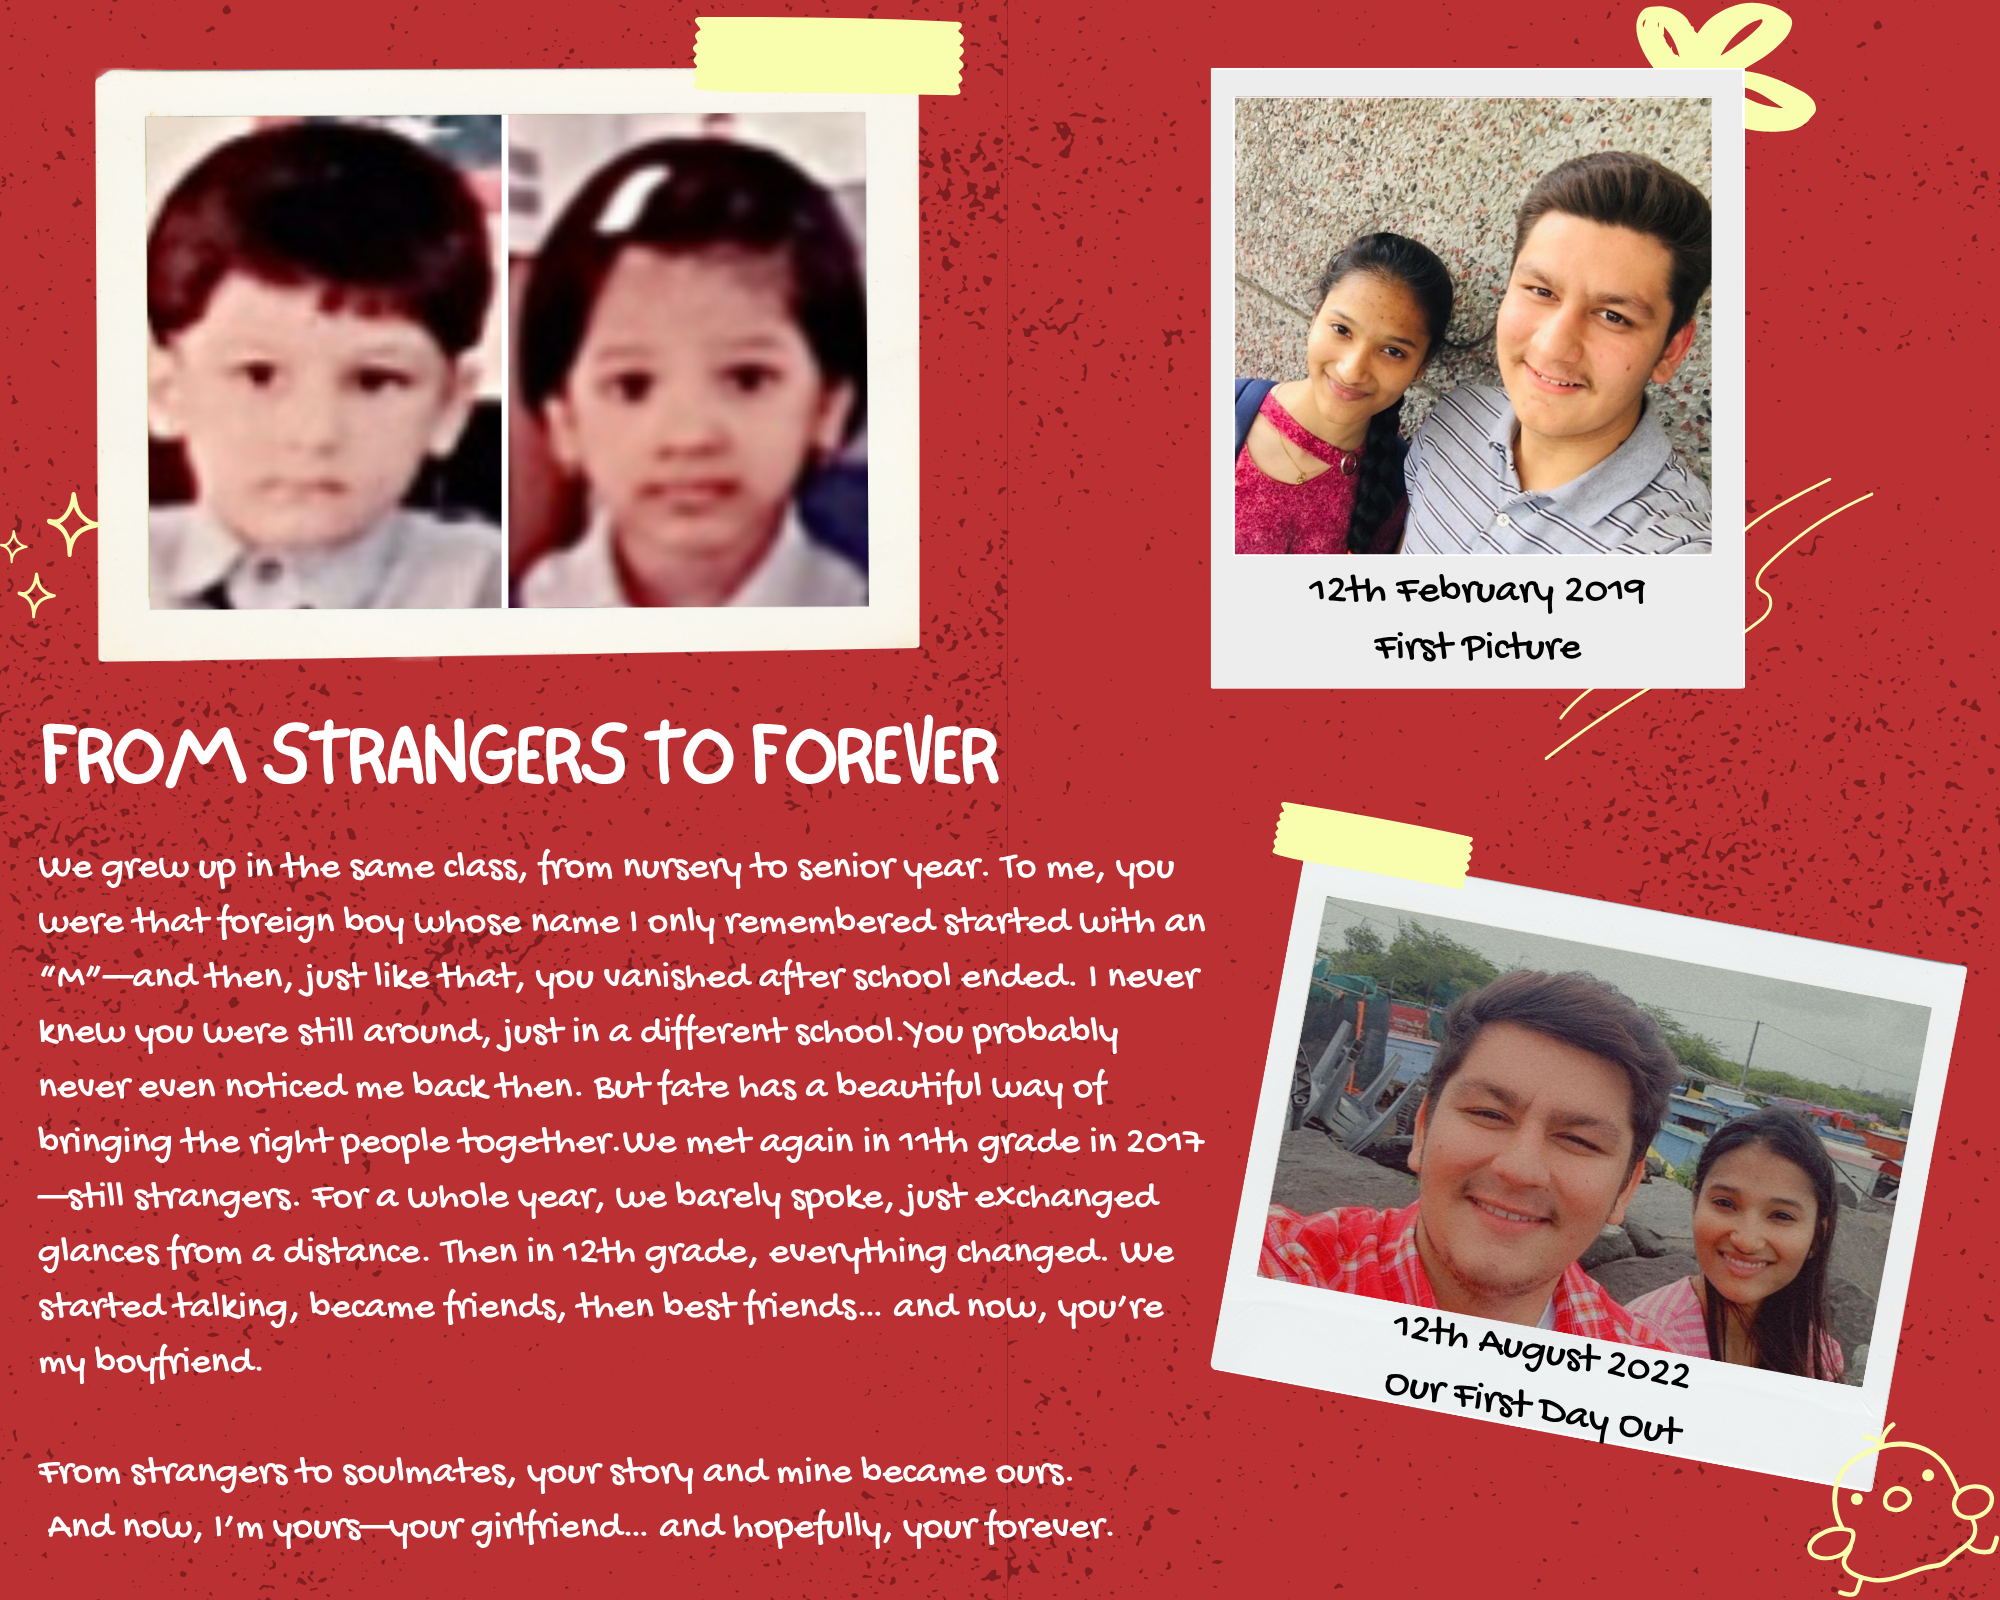 FROM STRANGERS TO FOREVER
We grew up in the same class, from nursery to senior year. To me, you
were that foreign boy whose name I only remembered started with an
"M"—and then, just like that, you vanished after school ended. I never
knew you were still around, just in a different school.You probably
never even noticed me back then. But fate has a beautiful way of
bringing the right people together.We met again in 11th grade in 2017
—still strangers. For a whole year, we barely spoke, just exchanged
glances from a distance. Then in 12th grade, everything changed. We
started talking, became friends, then best friends... and now, you're
my boyfriend.
From strangers to soulmates, your story and mine became ours.
And now, I'm yours—your girlfriend... and hopefully, your forever.
12th February 2019
First Picture
12th August 2022
Our First Day Out